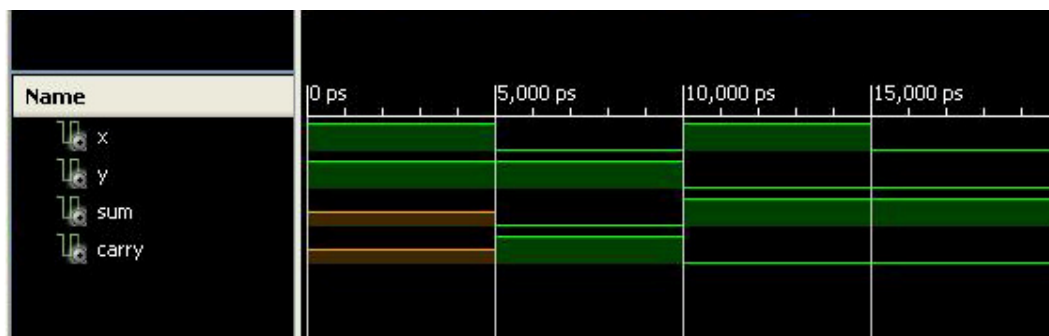 Name
0 ps 5,000 ps 10,000 ps 15,000 ps
x
y
sum
carry